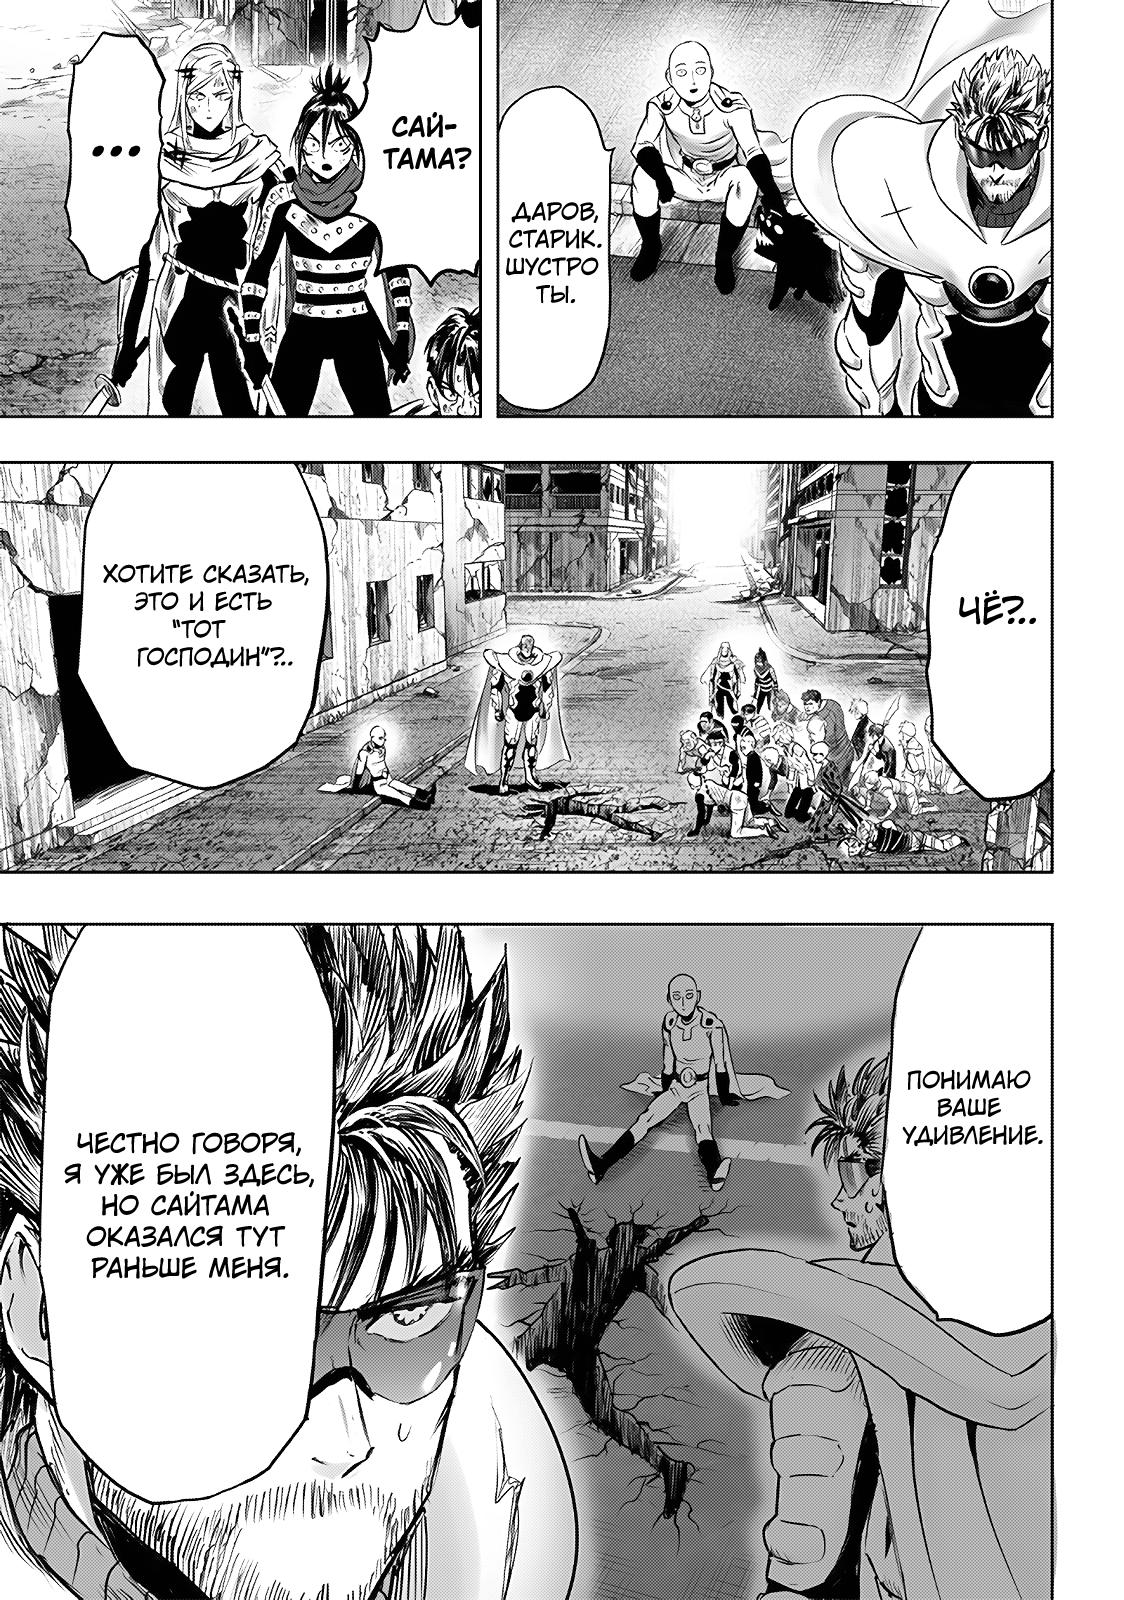 ДАРОВ,
СТАРИК.
ШУСТРО
ТЫ.
САЙ-
ТАМА?
...
ЧЁ?..
ХОТИТЕ СКАЗАТЬ,
ЭТО И ЕСТЬ
"ТОТ
ГОСПОДИН"?..
ПОНИМАЮ
ВАШЕ
УДИВЛЕНИЕ.
ЧЕСТНО ГОВОРЯ,
Я УЖЕ БЫЛ ЗДЕСЬ,
НО САЙТАМА
ОКАЗАЛСЯ ТУТ
РАНЬШЕ МЕНЯ.